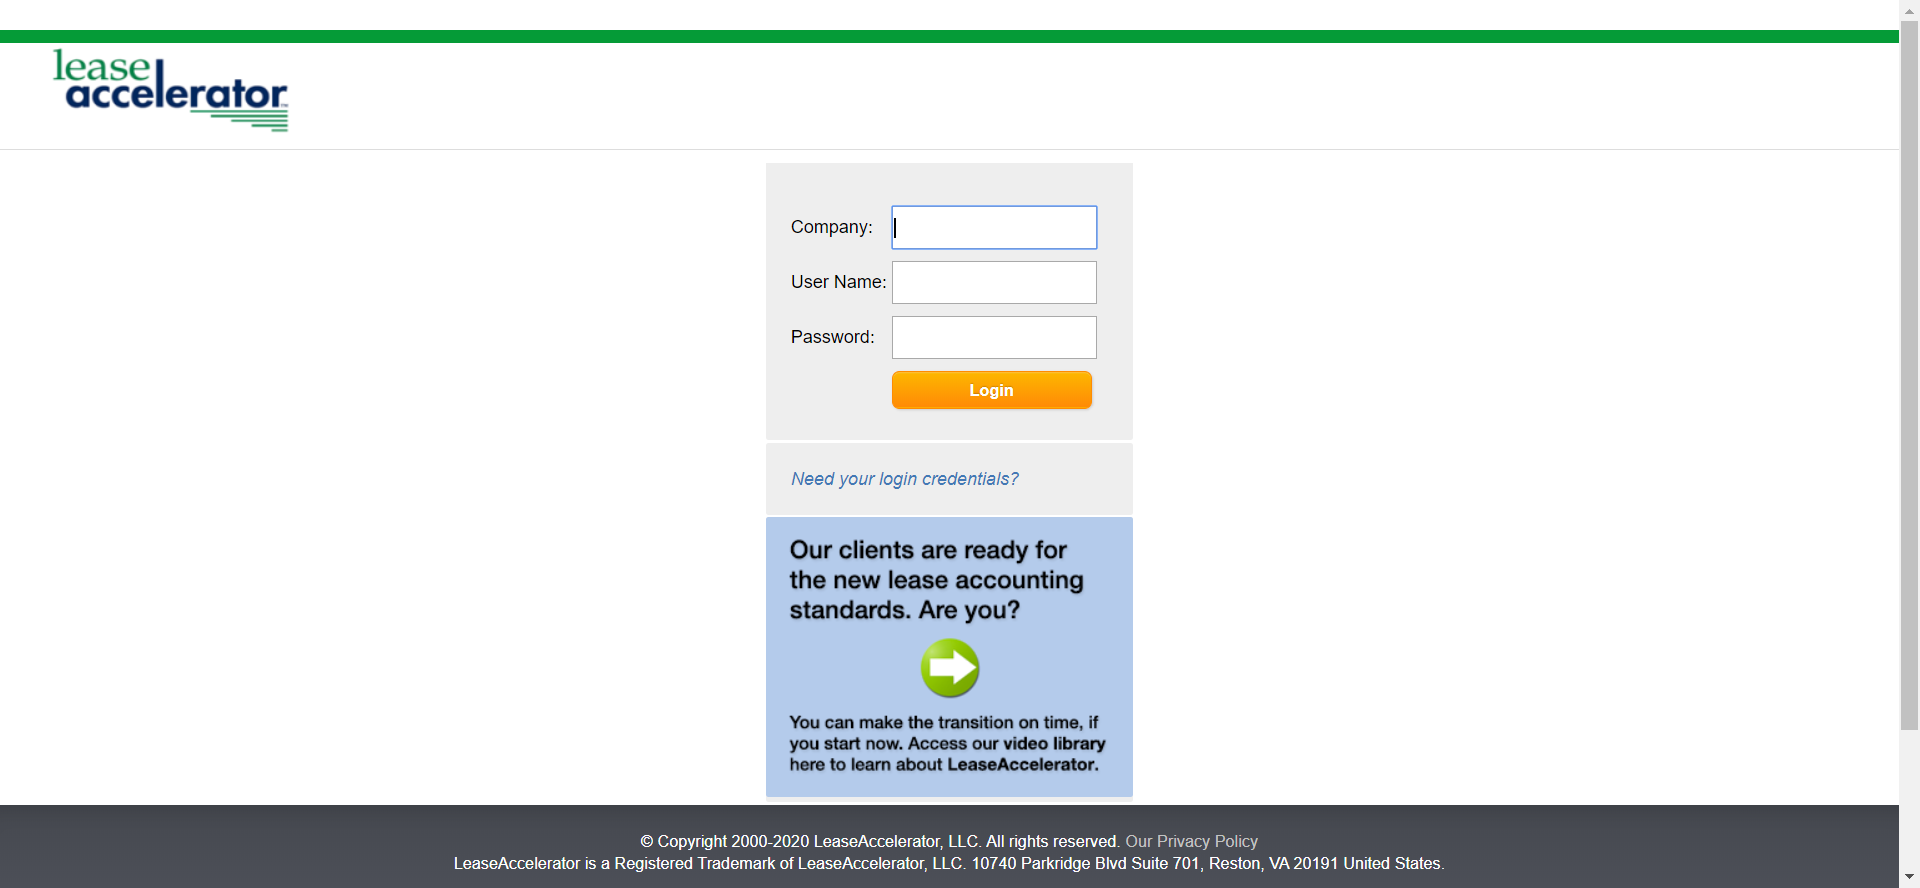 lease
accelerator™
Company:
User Name:
Password:
Login
Need your login credentials?
Our clients are ready for
the new lease accounting
standards. Are you?
You can make the transition on time, if
you start now. Access our video library
here to learn about LeaseAccelerator.
© Copyright 2000-2020 LeaseAccelerator, LLC. All rights reserved. Our Privacy Policy
LeaseAccelerator is a Registered Trademark of LeaseAccelerator, LLC. 10740 Parkridge Blvd Suite 701, Reston, VA 20191 United States.